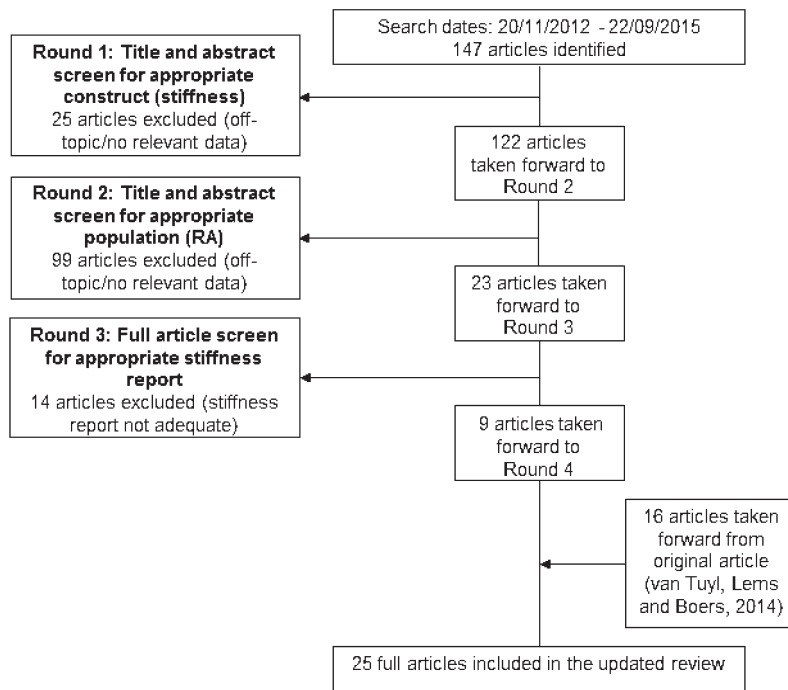 Search dates: 20/11/2012 - 22/09/2015
147 articles identified
Round 1: Title and abstract
screen for appropriate
construct (stiffness)
25 articles excluded (off-
topic/no relevant data)
122 articles
taken forward to
Round 2
Round 2: Title and abstract
screen for appropriate
population (RA)
99 articles excluded (off-
topic/no relevant data)
23 articles taken
forward to
Round 3
Round 3: Full article screen
for appropriate stiffness
report
14 articles excluded (stiffness
report not adequate)
9 articles taken
forward to
Round 4
16 articles taken
forward from
original article
(van Tuyl, Lems
and Boers, 2014)
25 full articles included in the updated review